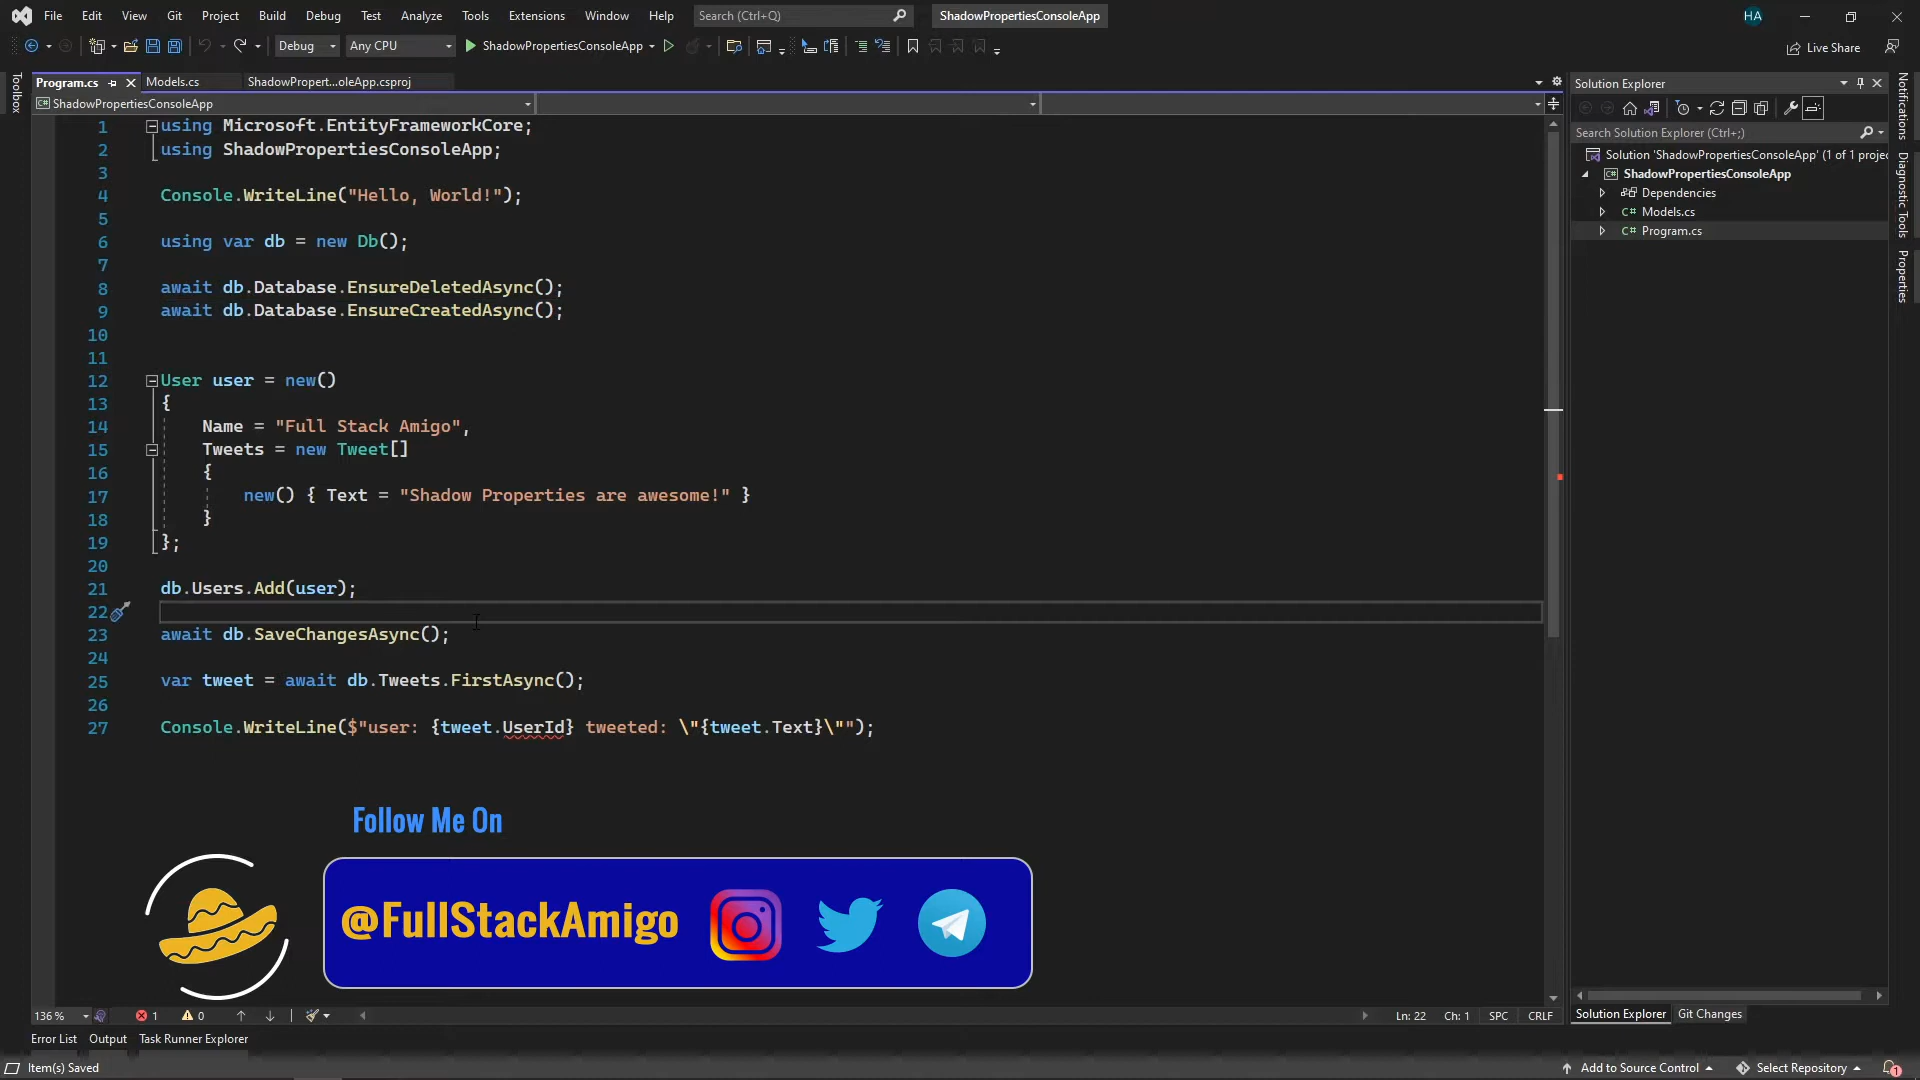 File Edit View Git Project Build Debug Test Analyze Tools Extensions Window Help Search (Ctrl+Q) ShadowPropertiesConsoleApp HA
Debug Any CPU ShadowPropertiesConsoleApp Live Share
Toolbox
Program.cs Models.cs ShadowPropert...oleApp.csproj
C# ShadowPropertiesConsoleApp
1 using Microsoft.EntityFrameworkCore;
2 using ShadowPropertiesConsoleApp;
3
4 Console.WriteLine("Hello, World!");
5
6 using var db = new Db();
7
8 await db.Database.EnsureDeletedAsync();
9 await db.Database.EnsureCreatedAsync();
10
11
12 User user = new()
13 {
14 Name = "Full Stack Amigo",
15 Tweets = new Tweet[]
16 {
17 new() { Text = "Shadow Properties are awesome!" }
18 }
19 };
20
21 db.Users.Add(user);
22
23 await db.SaveChangesAsync();
24
25 var tweet = await db.Tweets.FirstAsync();
26
27 Console.WriteLine($"user: {tweet.UserId} tweeted: \"{tweet.Text}\"");
Follow Me On
@FullStackAmigo
136 % 1 0 Ln: 22 Ch: 1 SPC CRLF
Error List Output Task Runner Explorer
Item(s) Saved
Solution Explorer
Search Solution Explorer (Ctrl+;)
Solution 'ShadowPropertiesConsoleApp' (1 of 1 projec
C# ShadowPropertiesConsoleApp
Dependencies
C# Models.cs
C# Program.cs
Solution Explorer Git Changes
Notifications
Diagnostic Tools
Properties
Add to Source Control Select Repository 1